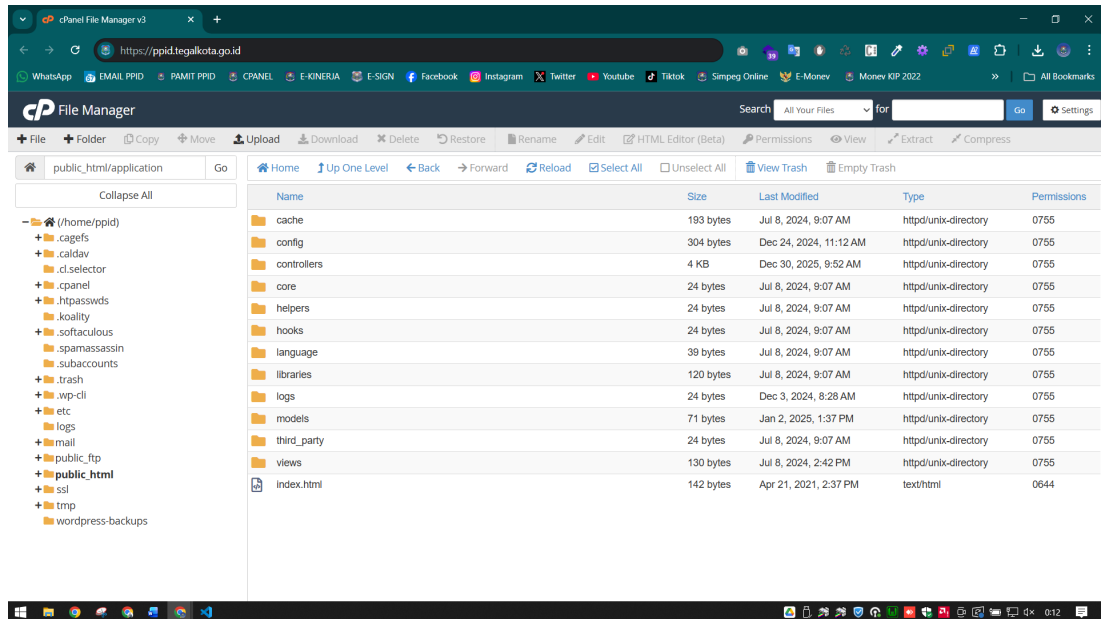 cPanel File Manager v3
https://ppid.tegalkota.go.id
39
WhatsApp EMAIL PPID PAMIT PPID CPANEL E-KINERJA E-SIGN Facebook Instagram Twitter Youtube Tiktok Simpeg Online E-Monev Monev KIP 2022 » All Bookmarks
cP File Manager Search All Your Files for Go Settings
File Folder Copy Move Upload Download Delete Restore Rename Edit HTML Editor (Beta) Permissions View Extract Compress
public_html/application Go Home Up One Level Back Forward Reload Select All Unselect All View Trash Empty Trash
Collapse All
(/home/ppid)
.cagefs
.caldav
.cl.selector
.cpanel
.htpasswds
.koality
.softaculous
.spamassassin
.subaccounts
.trash
.wp-cli
etc
logs
mail
public_ftp
public_html
ssl
tmp
wordpress-backups
Name Size Last Modified Type Permissions
cache 193 bytes Jul 8, 2024, 9:07 AM httpd/unix-directory 0755
config 304 bytes Dec 24, 2024, 11:12 AM httpd/unix-directory 0755
controllers 4 KB Dec 30, 2025, 9:52 AM httpd/unix-directory 0755
core 24 bytes Jul 8, 2024, 9:07 AM httpd/unix-directory 0755
helpers 24 bytes Jul 8, 2024, 9:07 AM httpd/unix-directory 0755
hooks 24 bytes Jul 8, 2024, 9:07 AM httpd/unix-directory 0755
language 39 bytes Jul 8, 2024, 9:07 AM httpd/unix-directory 0755
libraries 120 bytes Jul 8, 2024, 9:07 AM httpd/unix-directory 0755
logs 24 bytes Dec 3, 2024, 8:28 AM httpd/unix-directory 0755
models 71 bytes Jan 2, 2025, 1:37 PM httpd/unix-directory 0755
third_party 24 bytes Jul 8, 2024, 9:07 AM httpd/unix-directory 0755
views 130 bytes Jul 8, 2024, 2:42 PM httpd/unix-directory 0755
index.html 142 bytes Apr 21, 2021, 2:37 PM text/html 0644
0:12